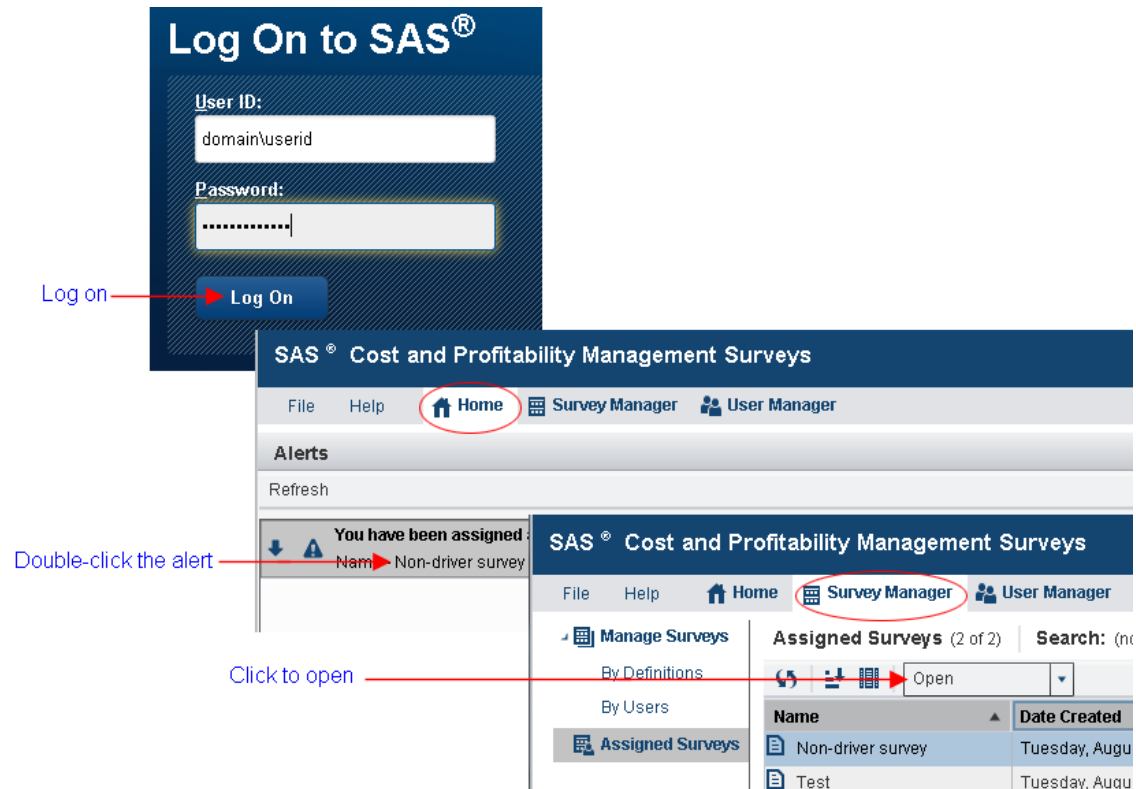 Log On to SAS®
User ID:
domain\userid
Password:
•••••••••••••
Log on
Log On
SAS ® Cost and Profitability Management Surveys
File Help Home Survey Manager User Manager
Alerts
Refresh
You have been assigned
Name Non-driver survey
Double-click the alert
SAS ® Cost and Profitability Management Surveys
File Help Home Survey Manager User Manager
Manage Surveys
By Definitions
By Users
Assigned Surveys
Assigned Surveys (2 of 2) Search:
Click to open
Open
Name Date Created
Non-driver survey Tuesday,
Test Tuesday,